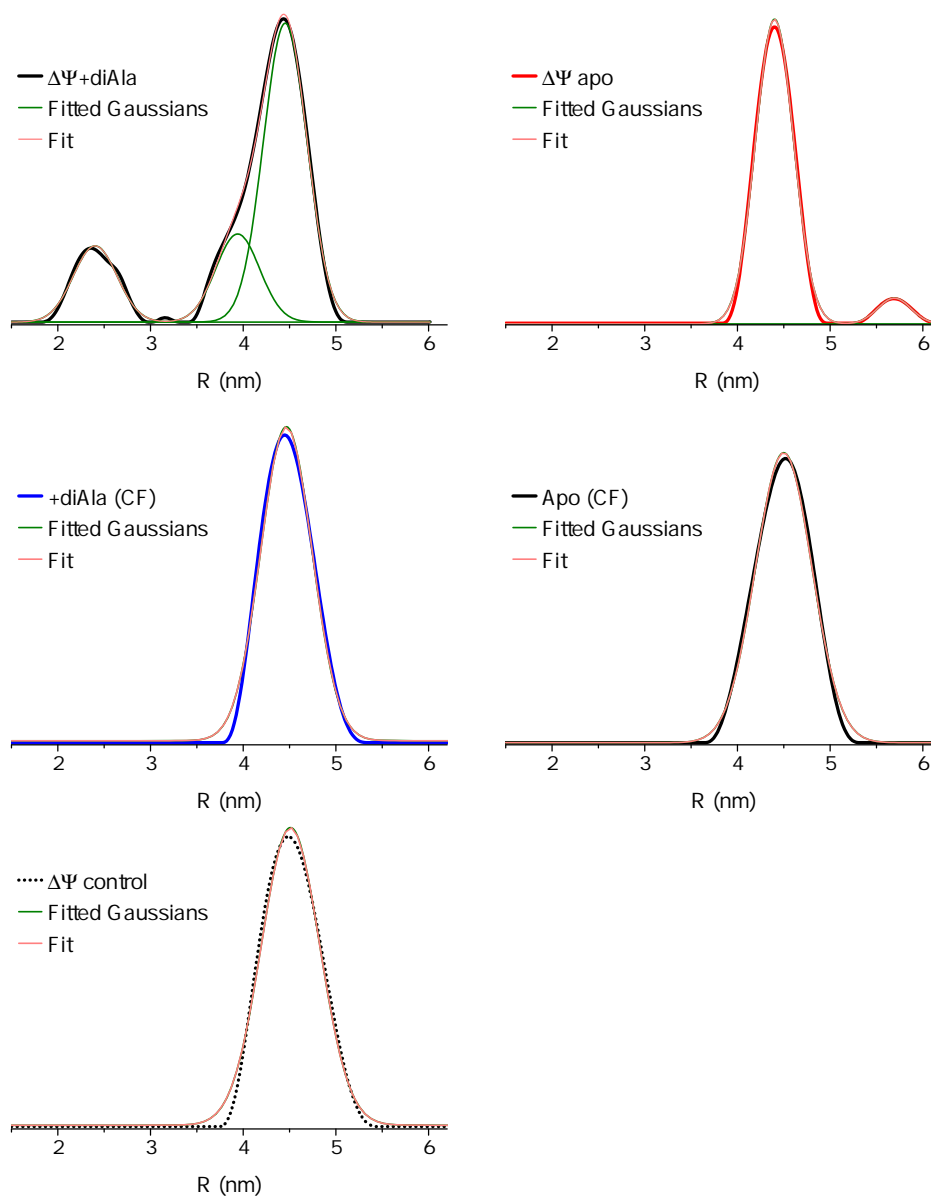 ΔΨ+diAla
Fitted Gaussians
Fit
2 3 4 5 6
R (nm)
ΔΨ apo
Fitted Gaussians
Fit
2 3 4 5 6
R (nm)
+diAla (CF)
Fitted Gaussians
Fit
2 3 4 5 6
R (nm)
Apo (CF)
Fitted Gaussians
Fit
2 3 4 5 6
R (nm)
ΔΨ control
Fitted Gaussians
Fit
2 3 4 5 6
R (nm)